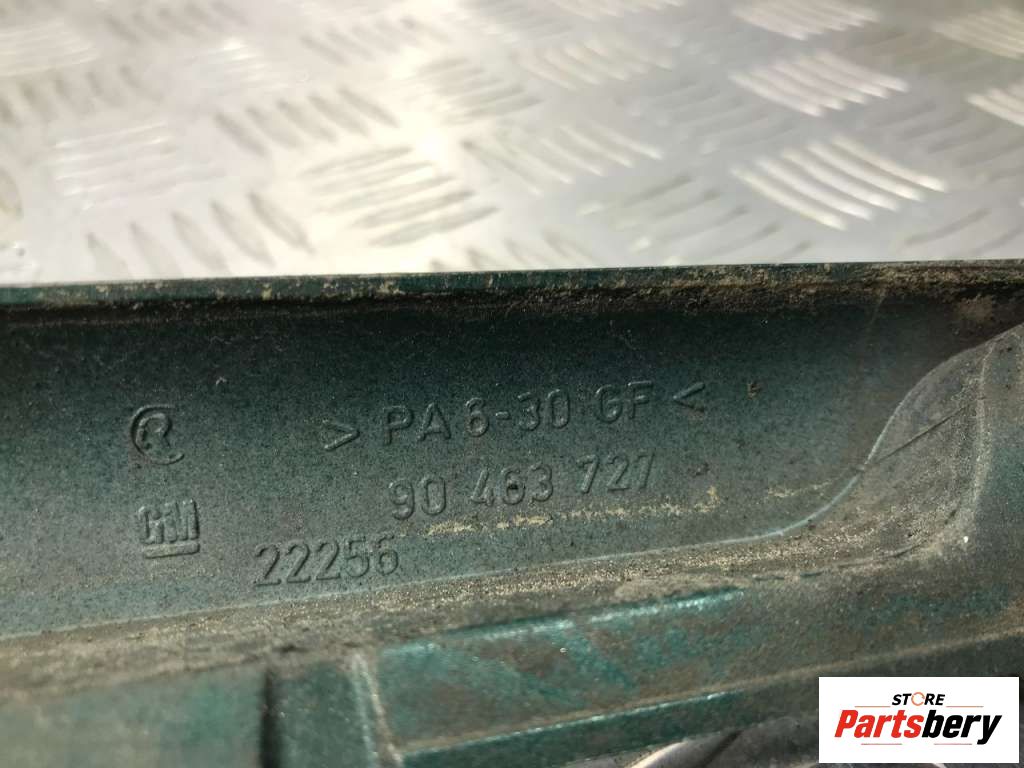 > PA 6-30 GF <
90 463 727
GM
22256
STORE
Partsbery